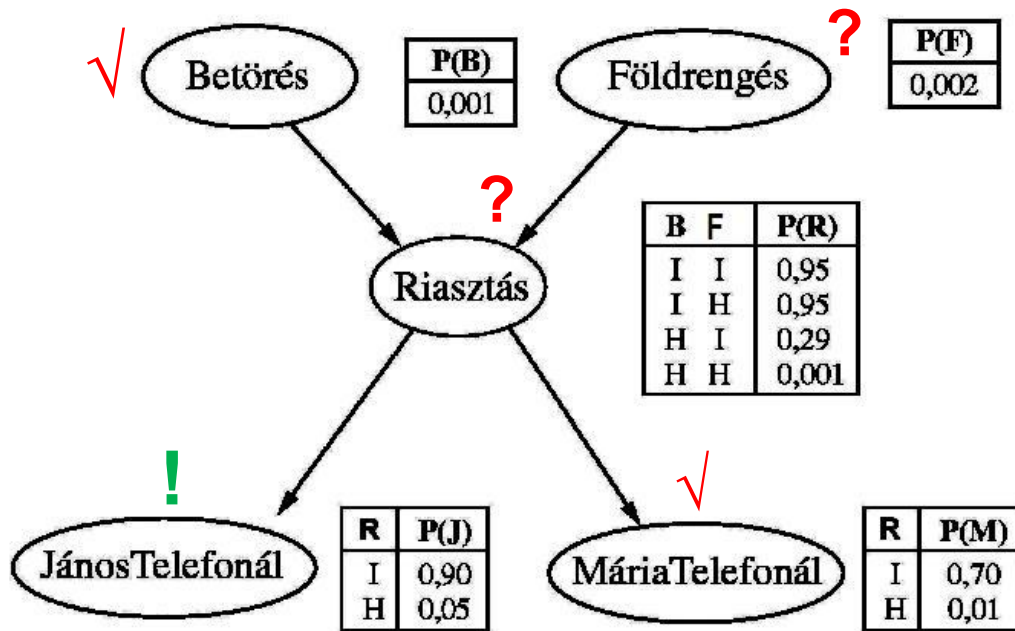 √ Betörés
P(B)
0,001
Földrengés ?
P(F)
0,002
?
Riasztás
B F P(R)
I I 0,95
I H 0,95
H I 0,29
H H 0,001
!
JánosTelefonál
R P(J)
I 0,90
H 0,05
√
MáriaTelefonál
R P(M)
I 0,70
H 0,01